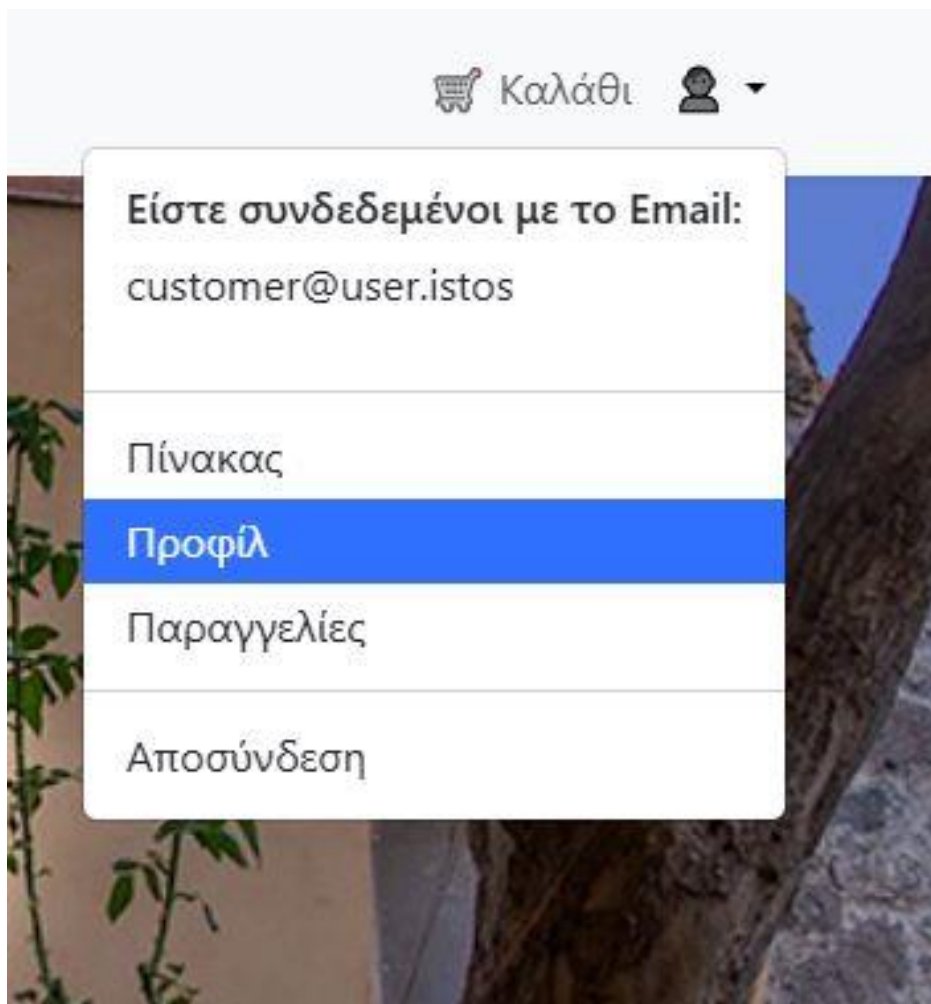 Καλάθι
Είστε συνδεδεμένοι με το Email:
customer@user.istos
Πίνακας
Προφίλ
Παραγγελίες
Αποσύνδεση